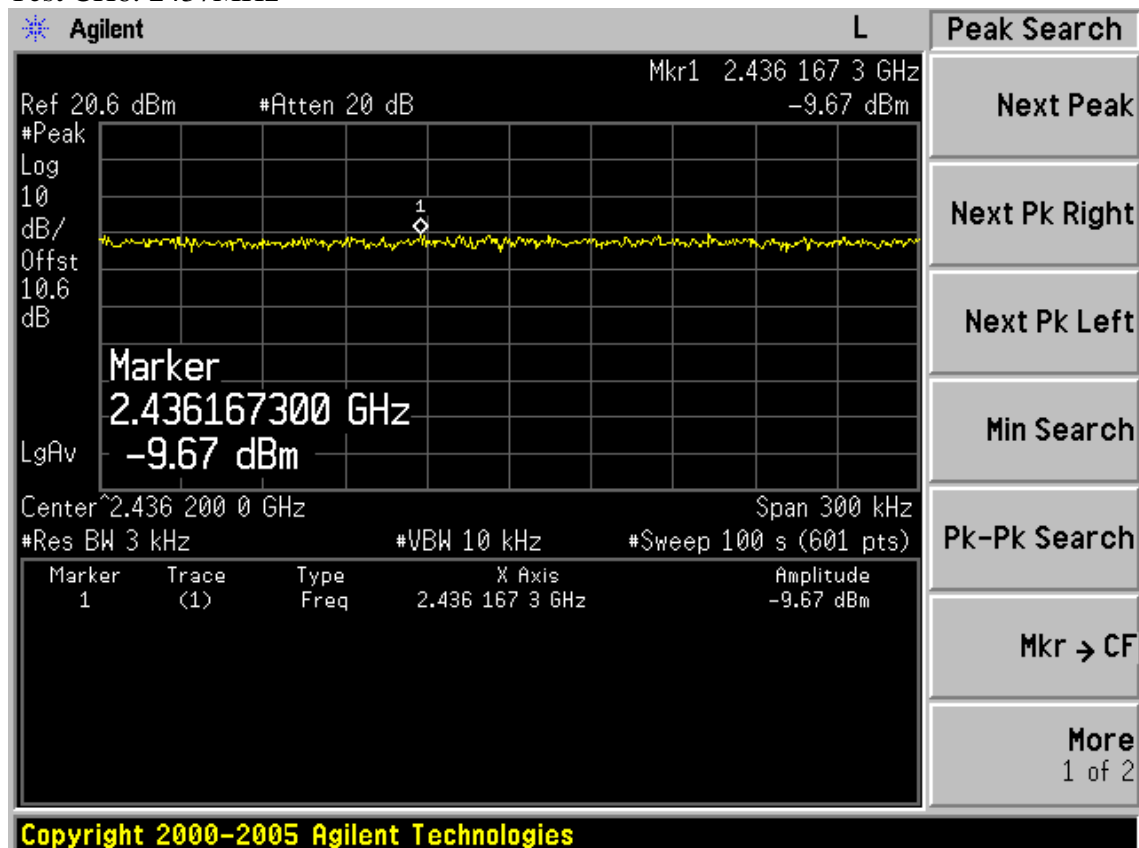 Agilent L Peak Search
Mkr1 2.436 167 3 GHz
Ref 20.6 dBm #Atten 20 dB -9.67 dBm
#Peak
Log
10
dB/
Offst
10.6
dB
1
Marker
2.436167300 GHz
-9.67 dBm
LgAv
Center^2.436 200 0 GHz Span 300 kHz
#Res BW 3 kHz #VBW 10 kHz #Sweep 100 s (601 pts)
Marker Trace Type X Axis Amplitude
1 (1) Freq 2.436 167 3 GHz -9.67 dBm
Next Peak
Next Pk Right
Next Pk Left
Min Search
Pk-Pk Search
Mkr → CF
More
1 of 2
Copyright 2000-2005 Agilent Technologies